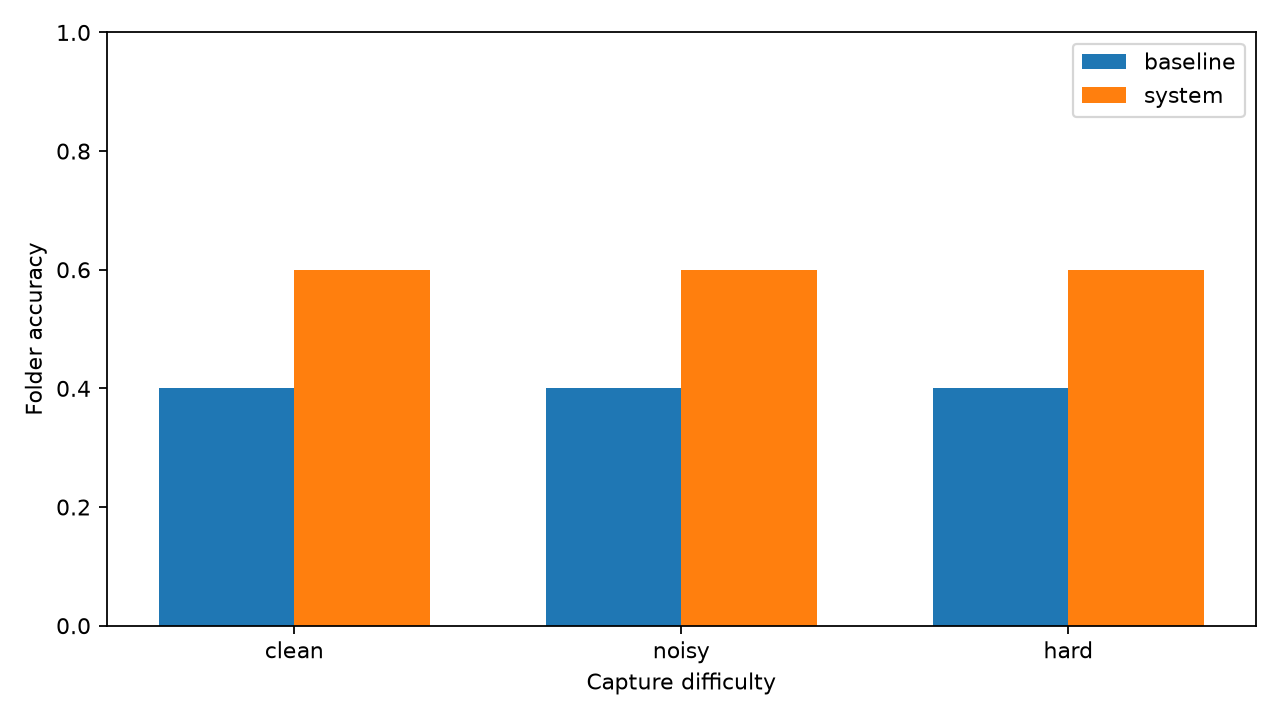 1.0
0.8
0.6
0.4
0.2
0.0
Folder accuracy
baseline
system
clean
noisy
hard
Capture difficulty